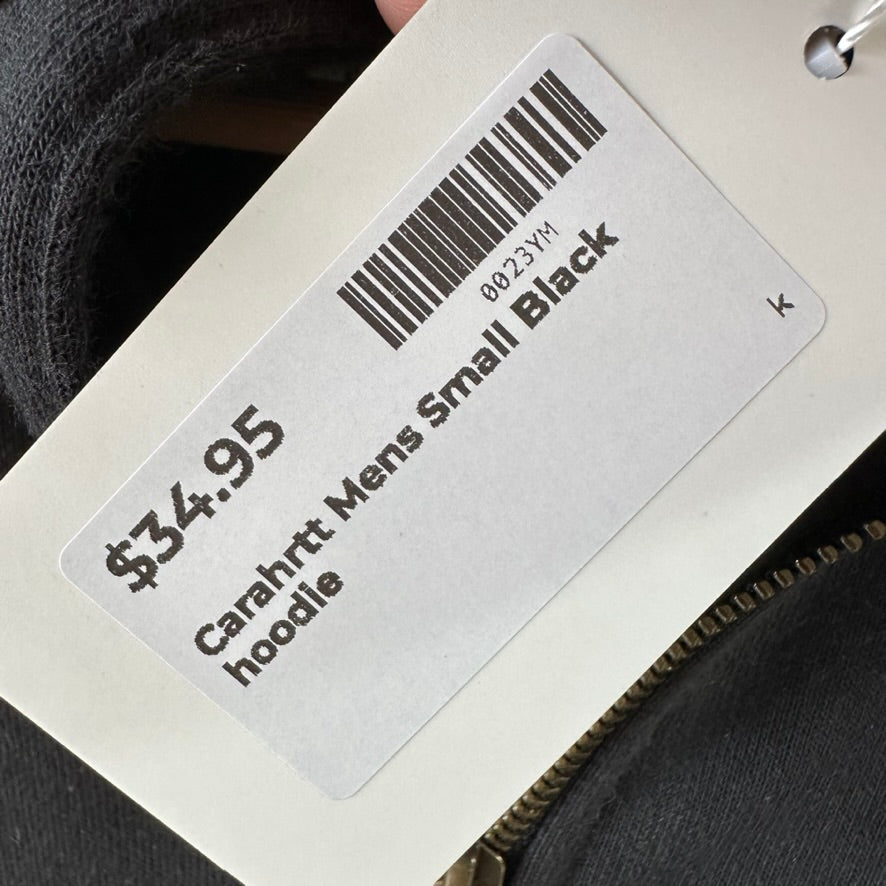 0023YM
$34.95
Carahrtt Mens Small Black
hoodie
k